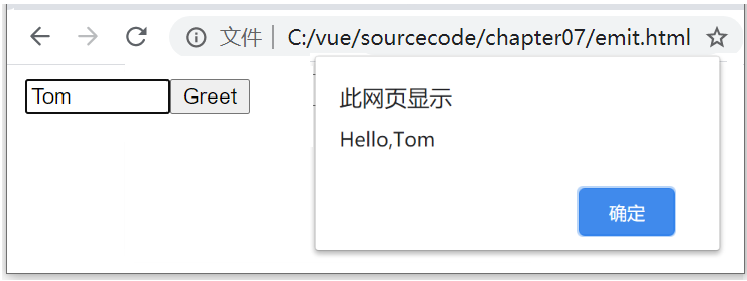 文件 C:/vue/sourcecode/chapter07/emit.html
Tom Greet
此网页显示
Hello,Tom
确定